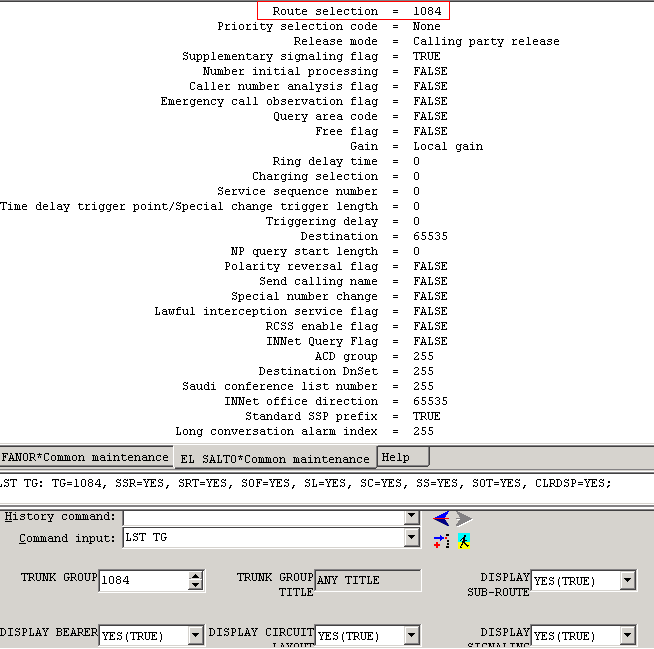 Route selection = 1084
Priority selection code = None
Release mode = Calling party release
Supplementary signaling flag = TRUE
Number initial processing = FALSE
Caller number analysis flag = FALSE
Emergency call observation flag = FALSE
Query area code = FALSE
Free flag = FALSE
Gain = Local gain
Ring delay time = 0
Charging selection = 0
Service sequence number = 0
Time delay trigger point/Special change trigger length = 0
Triggering delay = 0
Destination = 65535
NP query start length = 0
Polarity reversal flag = FALSE
Send calling name = FALSE
Special number change = FALSE
Lawful interception service flag = FALSE
RCSS enable flag = FALSE
INNet Query Flag = FALSE
ACD group = 255
Destination DnSet = 255
Saudi conference list number = 255
INNet office direction = 65535
Standard SSP prefix = TRUE
Long conversation alarm index = 255
FANOR*Common maintenance EL SALTO*Common maintenance Help
LST TG: TG=1084, SSR=YES, SRT=YES, SOF=YES, SL=YES, SC=YES, SS=YES, SOT=YES, CLRDSP=YES;
History command:
Command input: LST TG
TRUNK GROUP 1084 TRUNK GROUP TITLE ANY TITLE DISPLAY SUB-ROUTE YES(TRUE)
DISPLAY BEARER YES(TRUE) DISPLAY CIRCUIT LAYOUT YES(TRUE) DISPLAY SIGNALING YES(TRUE)